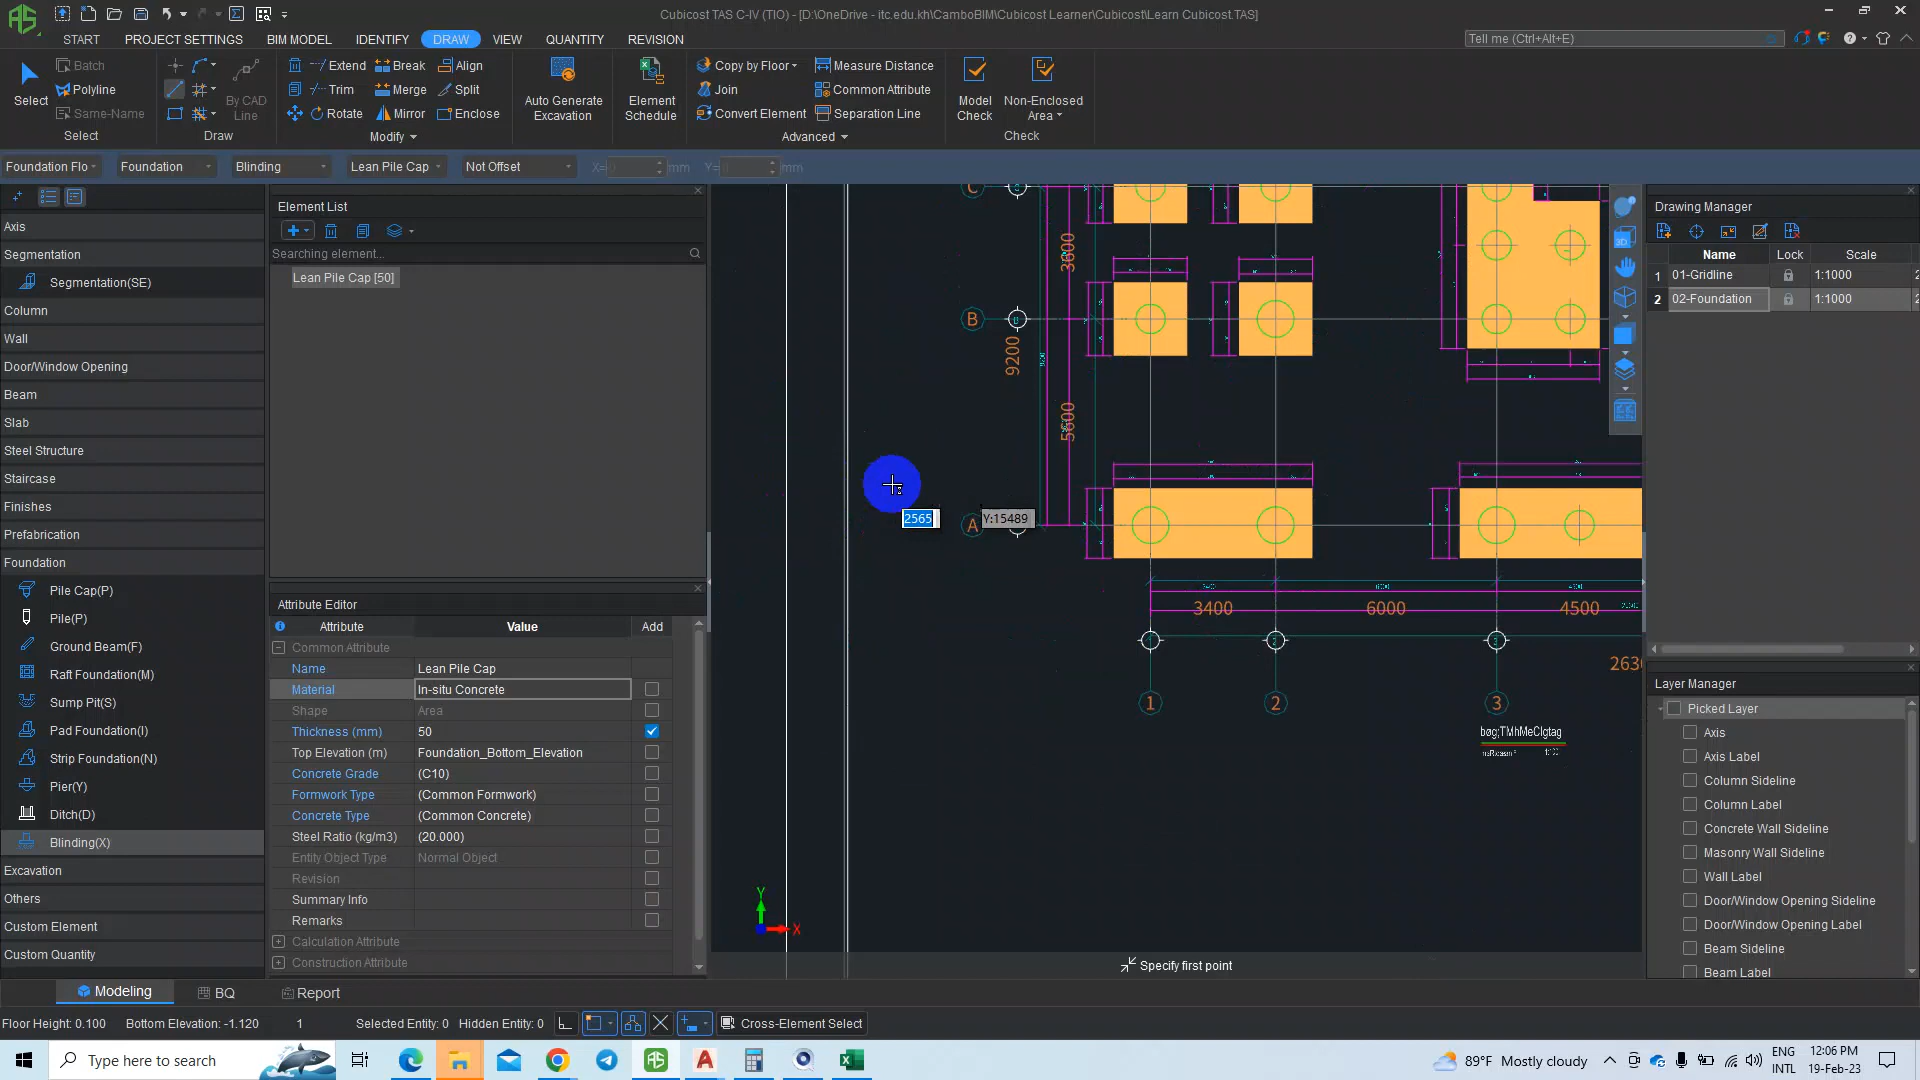 Cubicost TAS C-IV (TIO) - [D:\OneDrive - itc.edu.kh\CamboBIM\Cubicost Learner\Cubicost\Learn Cubicost.TAS]
START PROJECT SETTINGS BIM MODEL IDENTIFY DRAW VIEW QUANTITY REVISION
Tell me (Ctrl+Alt+E)
Select
Batch
Polyline
Same-Name
Select
By CAD Line
Draw
Extend Break Align
Trim Merge Split
Rotate Mirror Enclose
Modify
Auto Generate Excavation
Element Schedule
Copy by Floor Measure Distance
Join Common Attribute
Convert Element Separation Line
Advanced
Model Check
Non-Enclosed Area
Check
Foundation Flo Foundation Blinding Lean Pile Cap Not Offset X= mm Y= mm
Axis
Segmentation
Segmentation(SE)
Column
Wall
Door/Window Opening
Beam
Slab
Steel Structure
Staircase
Finishes
Prefabrication
Foundation
Pile Cap(P)
Pile(P)
Ground Beam(F)
Raft Foundation(M)
Sump Pit(S)
Pad Foundation(I)
Strip Foundation(N)
Pier(Y)
Ditch(D)
Blinding(X)
Excavation
Others
Custom Element
Custom Quantity
Element List
Searching element...
Lean Pile Cap [50]
Attribute Editor
Attribute Value Add
Common Attribute
Name Lean Pile Cap
Material In-situ Concrete
Shape Area
Thickness (mm) 50
Top Elevation (m) Foundation_Bottom_Elevation
Concrete Grade (C10)
Formwork Type (Common Formwork)
Concrete Type (Common Concrete)
Steel Ratio (kg/m3) (20.000)
Entity Object Type Normal Object
Revision
Summary Info
Remarks
Calculation Attribute
Construction Attribute
C
3600
B
9200
5600
2565
A
Y:15489
3400 6000 4500
2630
1 2 3
bøg;TMhMeCIgtag
Y
X
Specify first point
Drawing Manager
Name Lock Scale
1 01-Gridline 1:1000
2 02-Foundation 1:1000
Layer Manager
Picked Layer
Axis
Axis Label
Column Sideline
Column Label
Concrete Wall Sideline
Masonry Wall Sideline
Wall Label
Door/Window Opening Sideline
Door/Window Opening Label
Beam Sideline
Beam Label
Modeling BQ Report
Floor Height: 0.100 Bottom Elevation: -1.120 1 Selected Entity: 0 Hidden Entity: 0 Cross-Element Select
Type here to search
89°F Mostly cloudy
ENG
INTL
12:06 PM
19-Feb-23